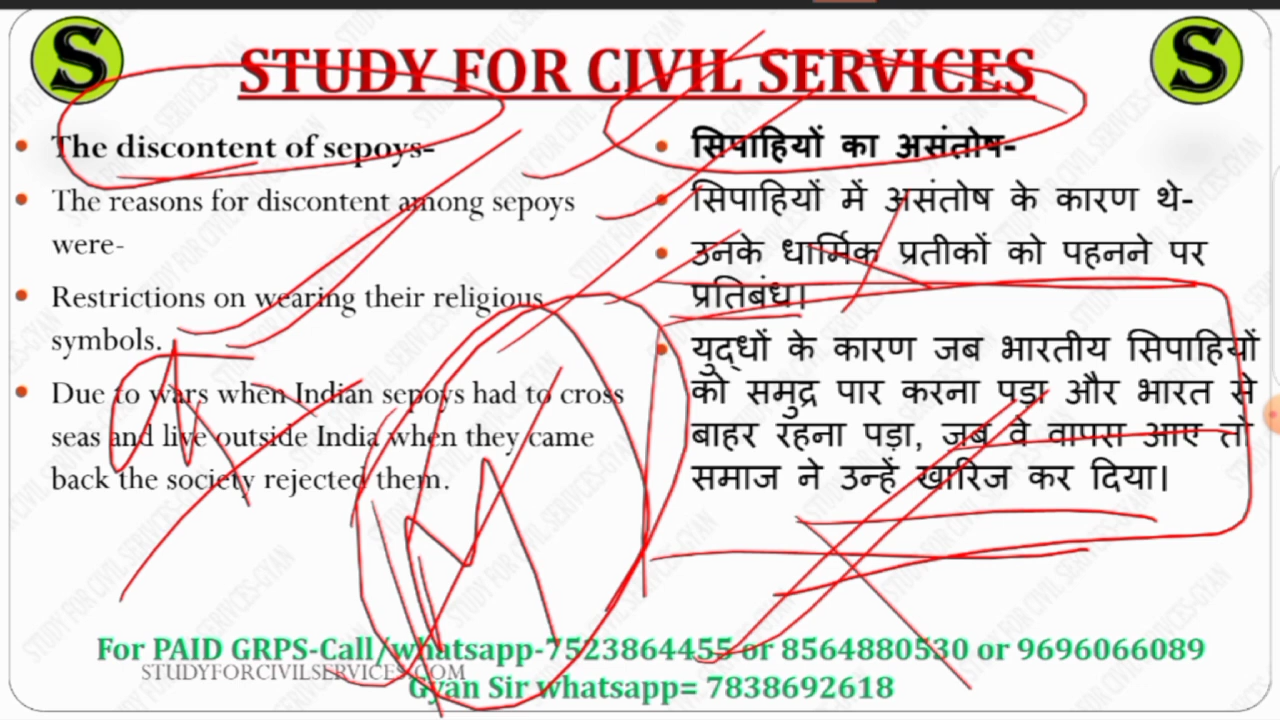 STUDY FOR CIVIL SERVICES
The discontent of sepoys-
The reasons for discontent among sepoys
were-
Restrictions on wearing their religious
symbols.
Due to wars when Indian sepoys had to cross
seas and live outside India when they came
back the society rejected them.
सिपाहियों का असंतोष-
सिपाहियों में असंतोष के कारण थे-
उनके धार्मिक प्रतीकों को पहनने पर
प्रतिबंध।
युद्धों के कारण जब भारतीय सिपाहियों
को समुद्र पार करना पड़ा और भारत से
बाहर रहना पड़ा, जब वे वापस आए तो
समाज ने उन्हें खारिज कर दिया।
For PAID GRPS-Call/whatsapp-7523864455 or 8564880530 or 9696066089
STUDYFORCIVILSERVICES.COM
Gyan Sir whatsapp= 7838692618